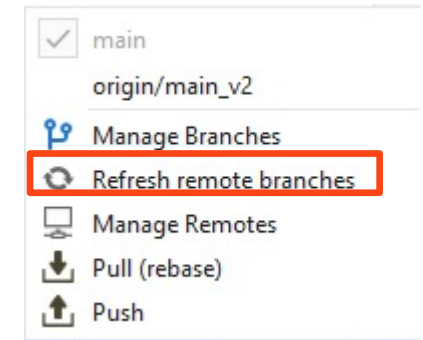 main
origin/main_v2
Manage Branches
Refresh remote branches
Manage Remotes
Pull (rebase)
Push